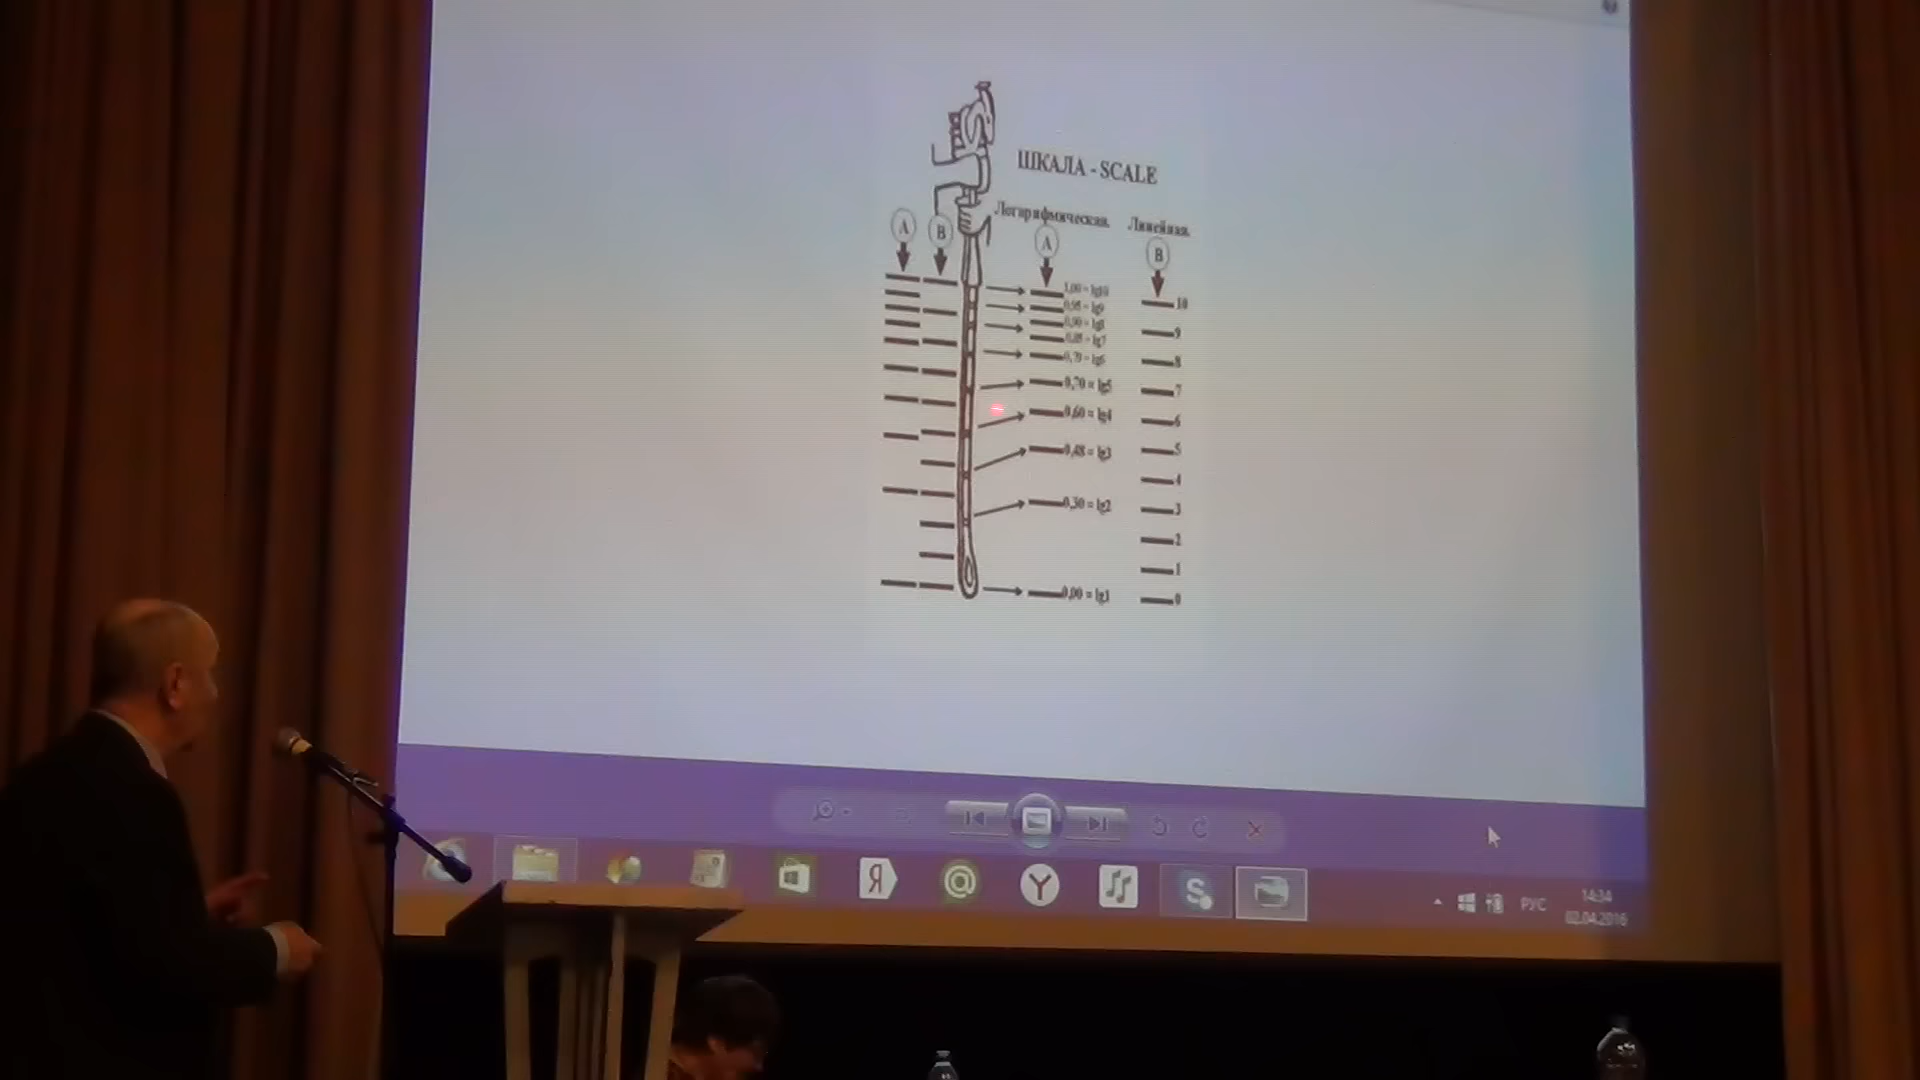 ШКАЛА - SCALE
Логарифмическая. Линейная.
A B A B
1,00 = lg10
0,95 = lg9
0,90 = lg8
0,85 = lg7
0,79 = lg6
0,70 = lg5
0,60 = lg4
0,48 = lg3
0,30 = lg2
0,00 = lg1
10
9
8
7
6
5
4
3
2
1
0
Я @ Y S
РУС
14:34
02.04.2016